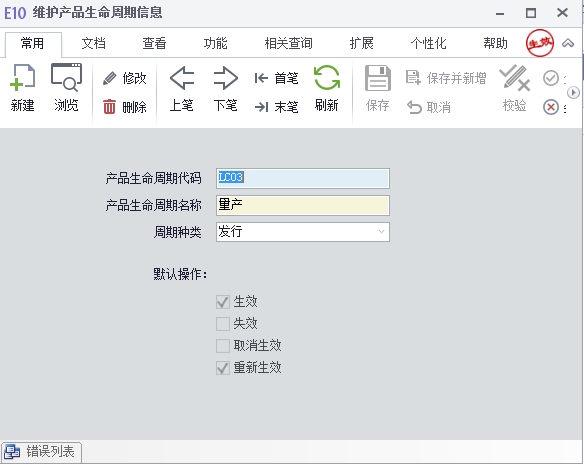 E10 维护产品生命周期信息
常用 文档 查看 功能 相关查询 扩展 个性化 帮助 生效
新建 浏览 修改 删除 上笔 下笔 首笔 末笔 刷新 保存 保存并新增 取消 校验
产品生命周期代码 LC03
产品生命周期名称 量产
周期种类 发行
默认操作:
生效
失效
取消生效
重新生效
错误列表